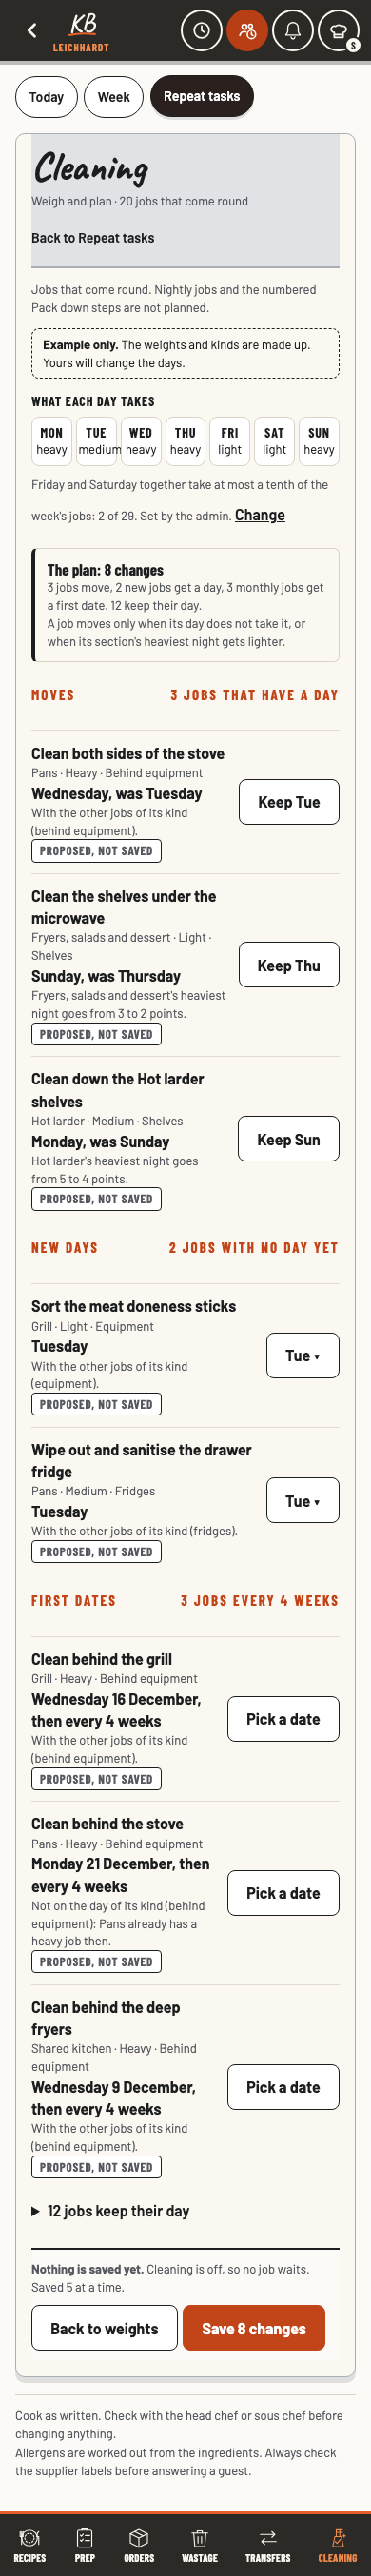 KB
LEICHHARDT
S
Today
Week
Repeat tasks
Cleaning
Weigh and plan · 20 jobs that come round
Back to Repeat tasks
Jobs that come round. Nightly jobs and the numbered
Pack down steps are not planned.
Example only. The weights and kinds are made up.
Yours will change the days.
WHAT EACH DAY TAKES
MON TUE WED THU FRI SAT SUN
heavy medium heavy heavy light light heavy
Friday and Saturday together take at most a tenth of the
week's jobs: 2 of 29. Set by the admin. Change
The plan: 8 changes
3 jobs move, 2 new jobs get a day, 3 monthly jobs get
a first date. 12 keep their day.
A job moves only when its day does not take it, or
when its section's heaviest night gets lighter.
MOVES 3 JOBS THAT HAVE A DAY
Clean both sides of the stove
Pans · Heavy · Behind equipment
Wednesday, was Tuesday
With the other jobs of its kind
(behind equipment).
PROPOSED, NOT SAVED
Keep Tue
Clean the shelves under the
microwave
Fryers, salads and dessert · Light ·
Shelves
Sunday, was Thursday
Fryers, salads and dessert's heaviest
night goes from 3 to 2 points.
PROPOSED, NOT SAVED
Keep Thu
Clean down the Hot larder
shelves
Hot larder · Medium · Shelves
Monday, was Sunday
Hot larder's heaviest night goes
from 5 to 4 points.
PROPOSED, NOT SAVED
Keep Sun
NEW DAYS 2 JOBS WITH NO DAY YET
Sort the meat doneness sticks
Grill · Light · Equipment
Tuesday
With the other jobs of its kind
(equipment).
PROPOSED, NOT SAVED
Tue ▾
Wipe out and sanitise the drawer
fridge
Pans · Medium · Fridges
Tuesday
With the other jobs of its kind (fridges).
PROPOSED, NOT SAVED
Tue ▾
FIRST DATES 3 JOBS EVERY 4 WEEKS
Clean behind the grill
Grill · Heavy · Behind equipment
Wednesday 16 December,
then every 4 weeks
With the other jobs of its kind
(behind equipment).
PROPOSED, NOT SAVED
Pick a date
Clean behind the stove
Pans · Heavy · Behind equipment
Monday 21 December, then
every 4 weeks
Not on the day of its kind (behind
equipment): Pans already has a
heavy job then.
PROPOSED, NOT SAVED
Pick a date
Clean behind the deep
fryers
Shared kitchen · Heavy · Behind
equipment
Wednesday 9 December,
then every 4 weeks
With the other jobs of its kind
(behind equipment).
PROPOSED, NOT SAVED
Pick a date
▶ 12 jobs keep their day
Nothing is saved yet. Cleaning is off, so no job waits.
Saved 5 at a time.
Back to weights
Save 8 changes
Cook as written. Check with the head chef or sous chef before
changing anything.
Allergens are worked out from the ingredients. Always check
the supplier labels before answering a guest.
RECIPES PREP ORDERS WASTAGE TRANSFERS CLEANING